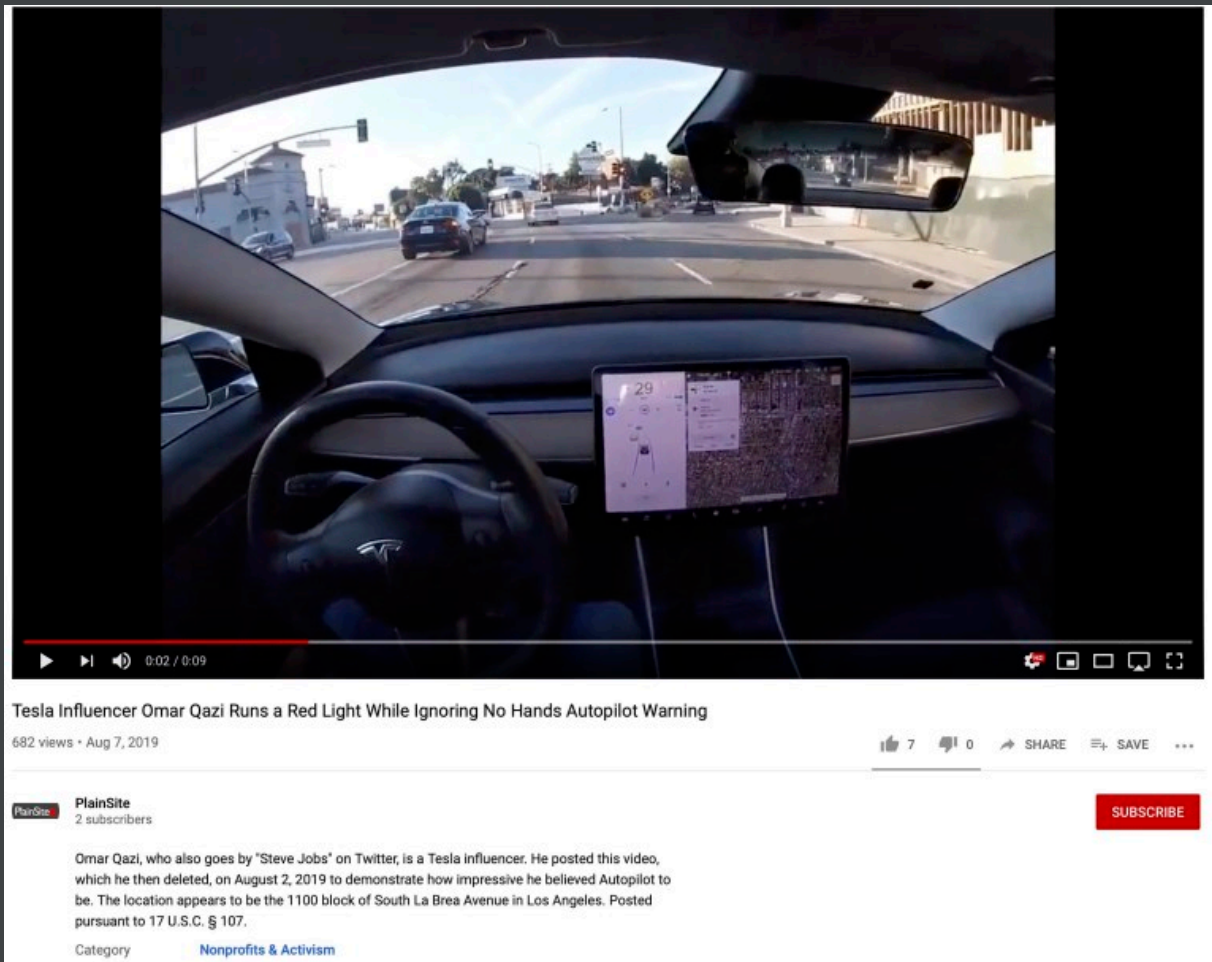 29
0:02 / 0:09
HD
Tesla Influencer Omar Qazi Runs a Red Light While Ignoring No Hands Autopilot Warning
682 views • Aug 7, 2019
7
0
SHARE
SAVE
PlainSite
PlainSite
2 subscribers
SUBSCRIBE
Omar Qazi, who also goes by "Steve Jobs" on Twitter, is a Tesla influencer. He posted this video,
which he then deleted, on August 2, 2019 to demonstrate how impressive he believed Autopilot to
be. The location appears to be the 1100 block of South La Brea Avenue in Los Angeles. Posted
pursuant to 17 U.S.C. § 107.
Category
Nonprofits & Activism